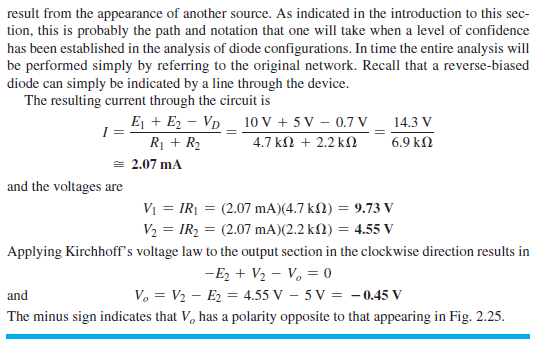 result from the appearance of another source. As indicated in the introduction to this sec-
tion, this is probably the path and notation that one will take when a level of confidence
has been established in the analysis of diode configurations. In time the entire analysis will
be performed simply by referring to the original network. Recall that a reverse-biased
diode can simply be indicated by a line through the device.
The resulting current through the circuit is
I = (E₁ + E₂ − V_D)/(R₁ + R₂) = (10 V + 5 V − 0.7 V)/(4.7 kΩ + 2.2 kΩ) = 14.3 V/6.9 kΩ
≅ 2.07 mA
and the voltages are
V₁ = IR₁ = (2.07 mA)(4.7 kΩ) = 9.73 V
V₂ = IR₂ = (2.07 mA)(2.2 kΩ) = 4.55 V
Applying Kirchhoff's voltage law to the output section in the clockwise direction results in
−E₂ + V₂ − Vₒ = 0
and Vₒ = V₂ − E₂ = 4.55 V − 5 V = −0.45 V
The minus sign indicates that Vₒ has a polarity opposite to that appearing in Fig. 2.25.